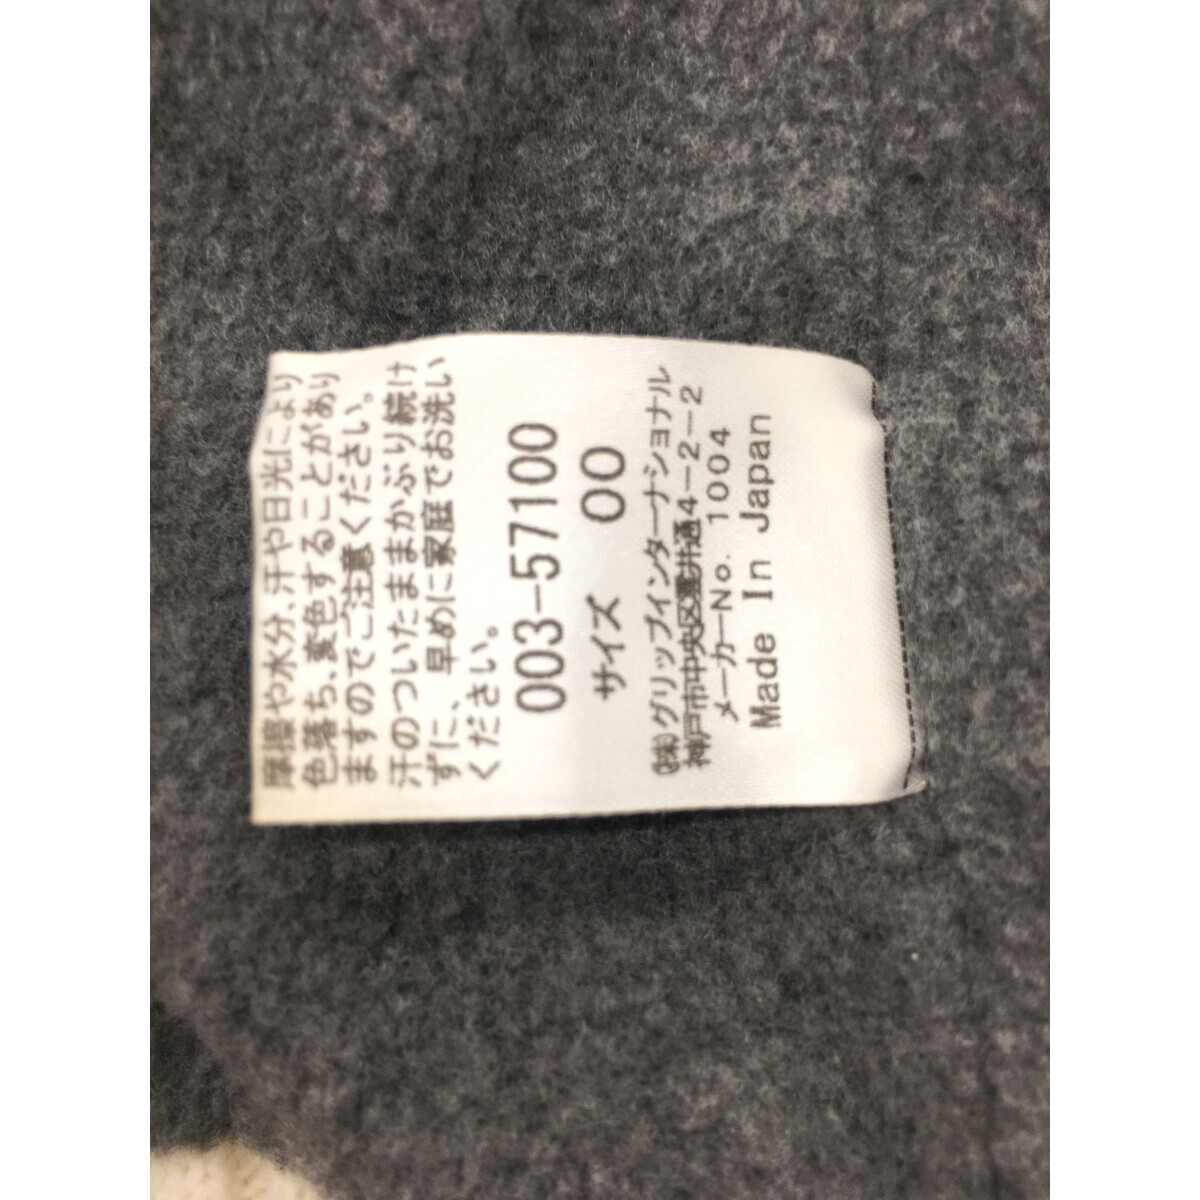 摩擦や水分、汗や日光により
色落ち、変色することがあり
ますのでご注意ください。
汗のついたままかぶり続け
ずに、早めに家庭でお洗い
ください。
003-57100
サイズ 00
(株)グリップインターナショナル
神戸市中央区籠井通4-2-2
メーカーNo. 1004
Made In Japan